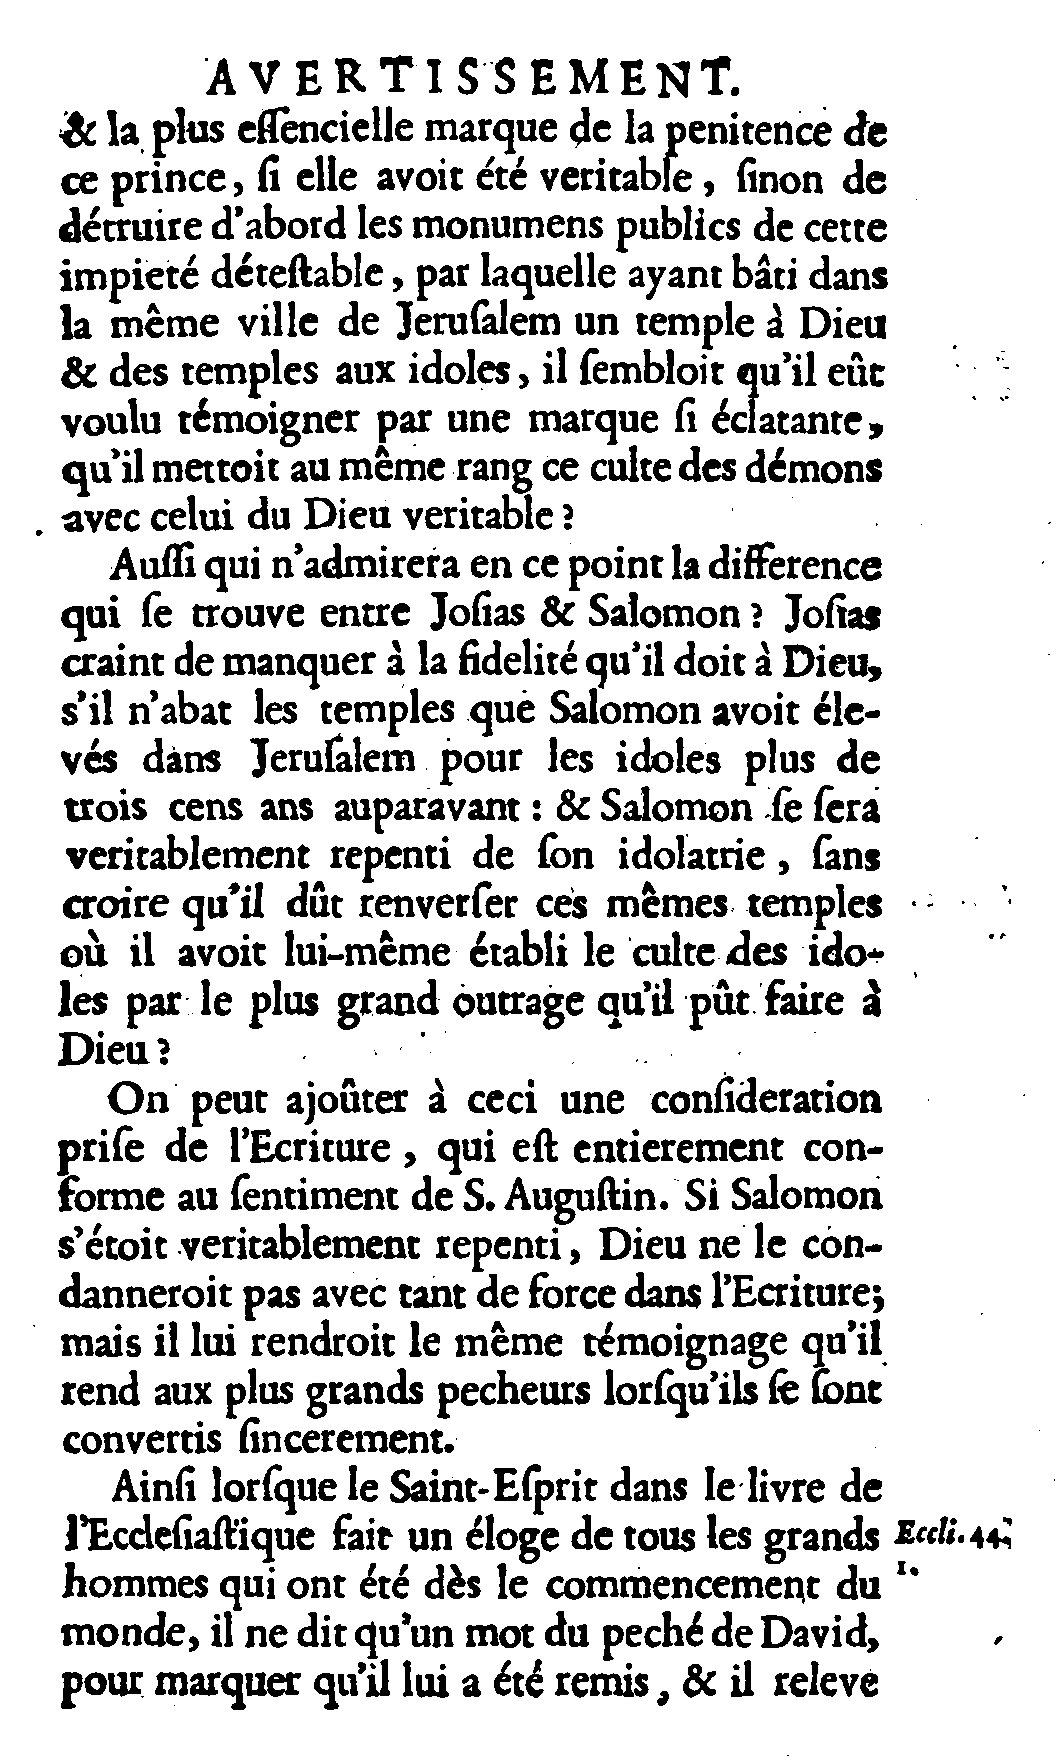 AVERTISSEMENT.
& la plus eſſencielle marque de la penitence de
ce prince, ſi elle avoit été veritable, ſinon de
détruire d'abord les monumens publics de cette
impieté déteſtable, par laquelle ayant bâti dans
la même ville de Jeruſalem un temple à Dieu
& des temples aux idoles, il ſembloit qu'il eût
voulu témoigner par une marque ſi éclatante,
qu'il mettoit au même rang ce culte des démons
avec celui du Dieu veritable?
Auſſi qui n'admirera en ce point la difference
qui ſe trouve entre Joſias & Salomon? Joſias
craint de manquer à la fidelité qu'il doit à Dieu,
s'il n'abat les temples que Salomon avoit éle-
vés dans Jeruſalem pour les idoles plus de
trois cens ans auparavant : & Salomon ſe ſera
veritablement repenti de ſon idolatrie, ſans
croire qu'il dût renverſer ces mêmes temples
où il avoit lui-même établi le culte des ido-
les par le plus grand outrage qu'il pût faire à
Dieu?
On peut ajoûter à ceci une conſideration
priſe de l'Ecriture, qui eſt entierement con-
forme au ſentiment de S. Auguſtin. Si Salomon
s'étoit veritablement repenti, Dieu ne le con-
danneroit pas avec tant de force dans l'Ecriture;
mais il lui rendroit le même témoignage qu'il
rend aux plus grands pecheurs lorſqu'ils ſe ſont
convertis ſincerement.
Ainſi lorſque le Saint-Eſprit dans le livre de
l'Eccleſiaſtique fait un éloge de tous les grands
hommes qui ont été dès le commencement du
monde, il ne dit qu'un mot du peché de David,
pour marquer qu'il lui a été remis, & il releve
Eccli. 44.
1.